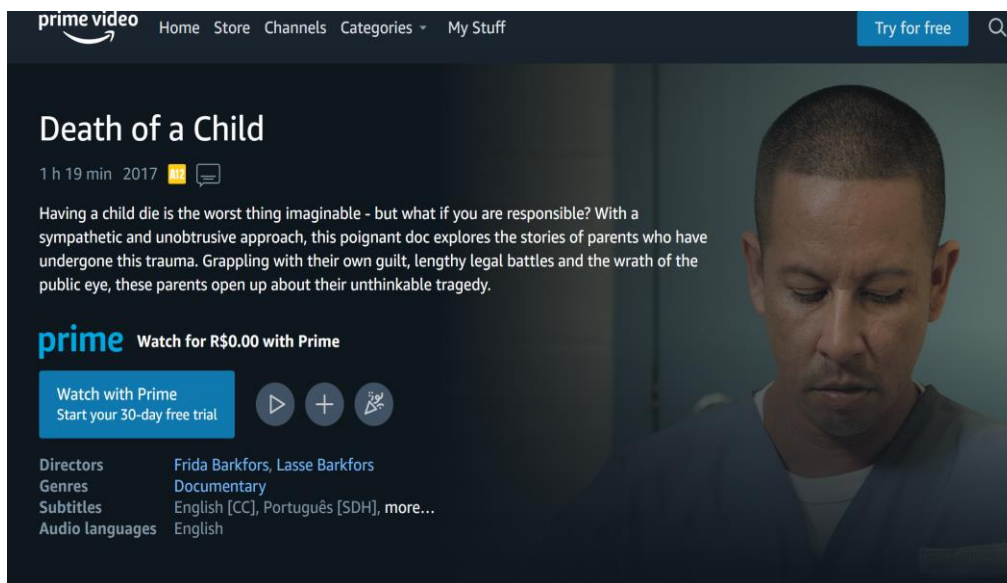 prime video
Home Store Channels Categories My Stuff
Try for free
Death of a Child
1 h 19 min 2017 A12
Having a child die is the worst thing imaginable - but what if you are responsible? With a
sympathetic and unobtrusive approach, this poignant doc explores the stories of parents who have
undergone this trauma. Grappling with their own guilt, lengthy legal battles and the wrath of the
public eye, these parents open up about their unthinkable tragedy.
prime Watch for R$0.00 with Prime
Watch with Prime
Start your 30-day free trial
Directors Frida Barkfors, Lasse Barkfors
Genres Documentary
Subtitles English [CC], Português [SDH], more...
Audio languages English